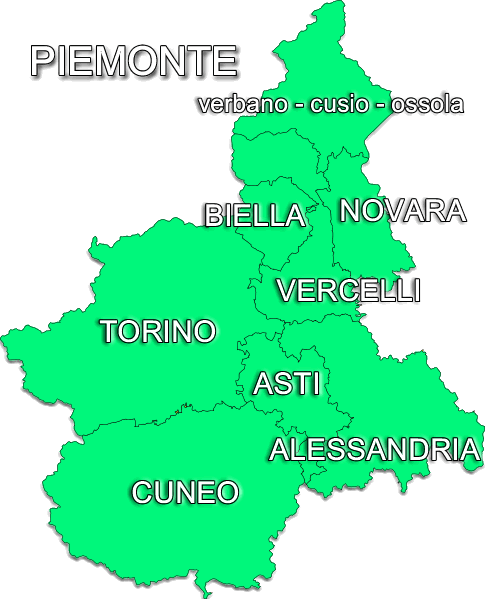 PIEMONTE
verbano - cusio - ossola
BIELLA
NOVARA
VERCELLI
TORINO
ASTI
ALESSANDRIA
CUNEO